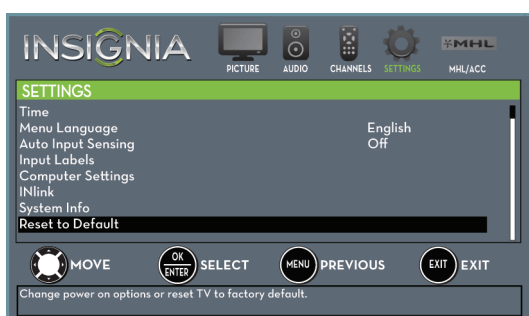 INSIGNIA
PICTURE AUDIO CHANNELS SETTINGS MHL MHL/ACC
SETTINGS
Time
Menu Language English
Auto Input Sensing Off
Input Labels
Computer Settings
INlink
System Info
Reset to Default
MOVE OK ENTER SELECT MENU PREVIOUS EXIT EXIT
Change power on options or reset TV to factory default.